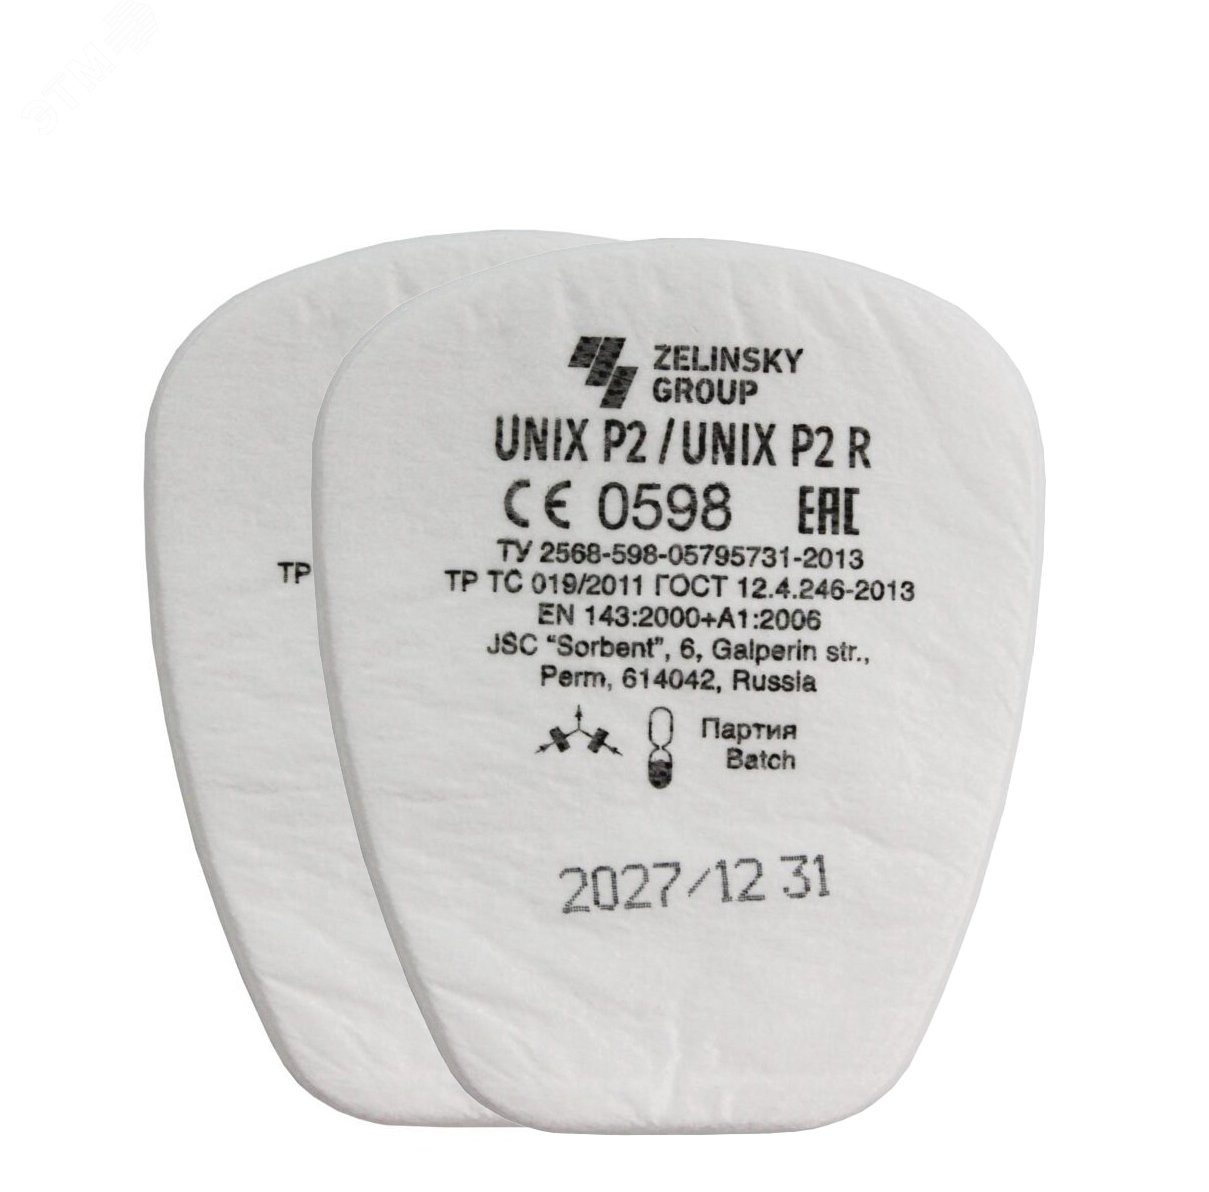 ЭТМ
ZELINSKY
GROUP
UNIX P2 / UNIX P2 R
CE 0598 EAC
ТУ 2568-598-05795731-2013
ТР ТР ТС 019/2011 ГОСТ 12.4.246-2013
EN 143:2000+A1:2006
JSC “Sorbent”, 6, Galperin str.,
Perm, 614042, Russia
Партия
Batch
2027/12 31